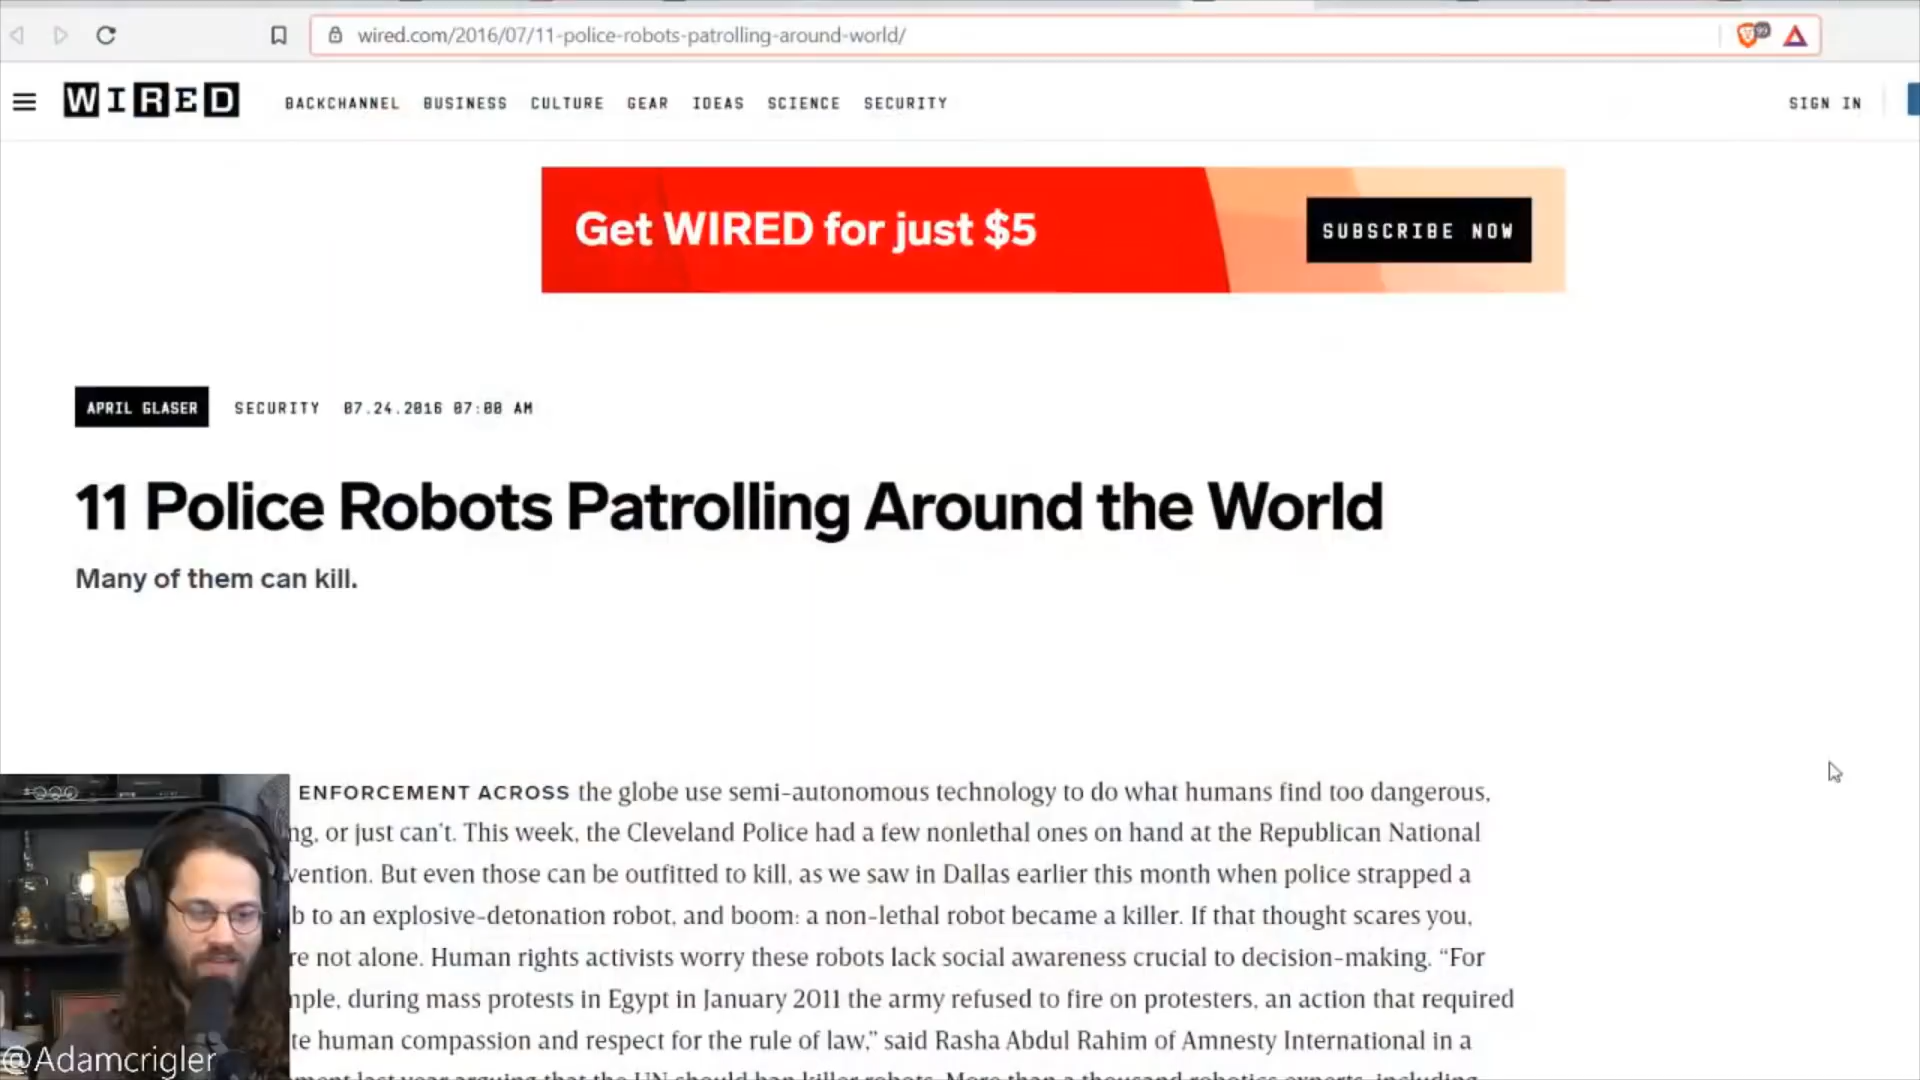 wired.com/2016/07/11-police-robots-patrolling-around-world/
99
WIRED
BACKCHANNEL BUSINESS CULTURE GEAR IDEAS SCIENCE SECURITY
SIGN IN
Get WIRED for just $5
SUBSCRIBE NOW
APRIL GLASER SECURITY 07.24.2016 07:00 AM
11 Police Robots Patrolling Around the World
Many of them can kill.
ENFORCEMENT ACROSS the globe use semi-autonomous technology to do what humans find too dangerous,
ng, or just can't. This week, the Cleveland Police had a few nonlethal ones on hand at the Republican National
vention. But even those can be outfitted to kill, as we saw in Dallas earlier this month when police strapped a
b to an explosive-detonation robot, and boom: a non-lethal robot became a killer. If that thought scares you,
re not alone. Human rights activists worry these robots lack social awareness crucial to decision-making. “For
mple, during mass protests in Egypt in January 2011 the army refused to fire on protesters, an action that required
te human compassion and respect for the rule of law,” said Rasha Abdul Rahim of Amnesty International in a
ment last year arguing that the UN should ban killer robots. More than a thousand robotics experts, including
@Adamcrigler